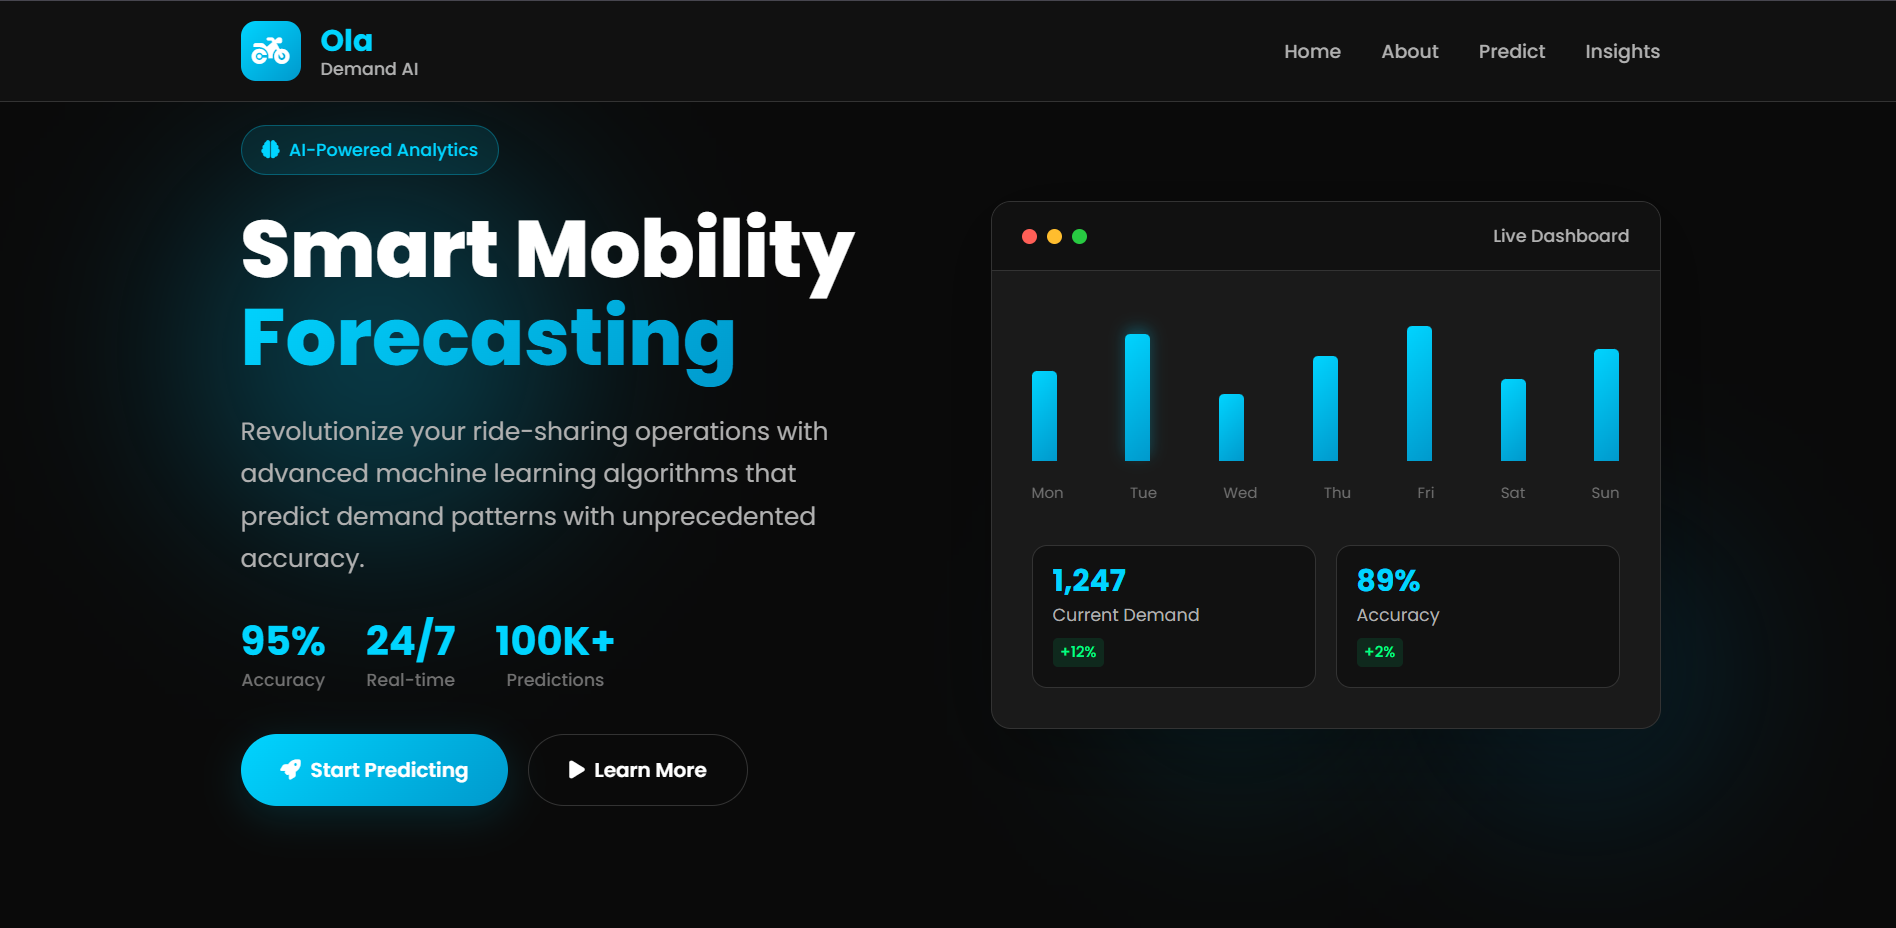 Ola
Demand AI
Home About Predict Insights
AI-Powered Analytics
Smart Mobility
Forecasting
Revolutionize your ride-sharing operations with
advanced machine learning algorithms that
predict demand patterns with unprecedented
accuracy.
95% 24/7 100K+
Accuracy Real-time Predictions
Start Predicting Learn More
Live Dashboard
Mon Tue Wed Thu Fri Sat Sun
1,247
Current Demand
+12%
89%
Accuracy
+2%